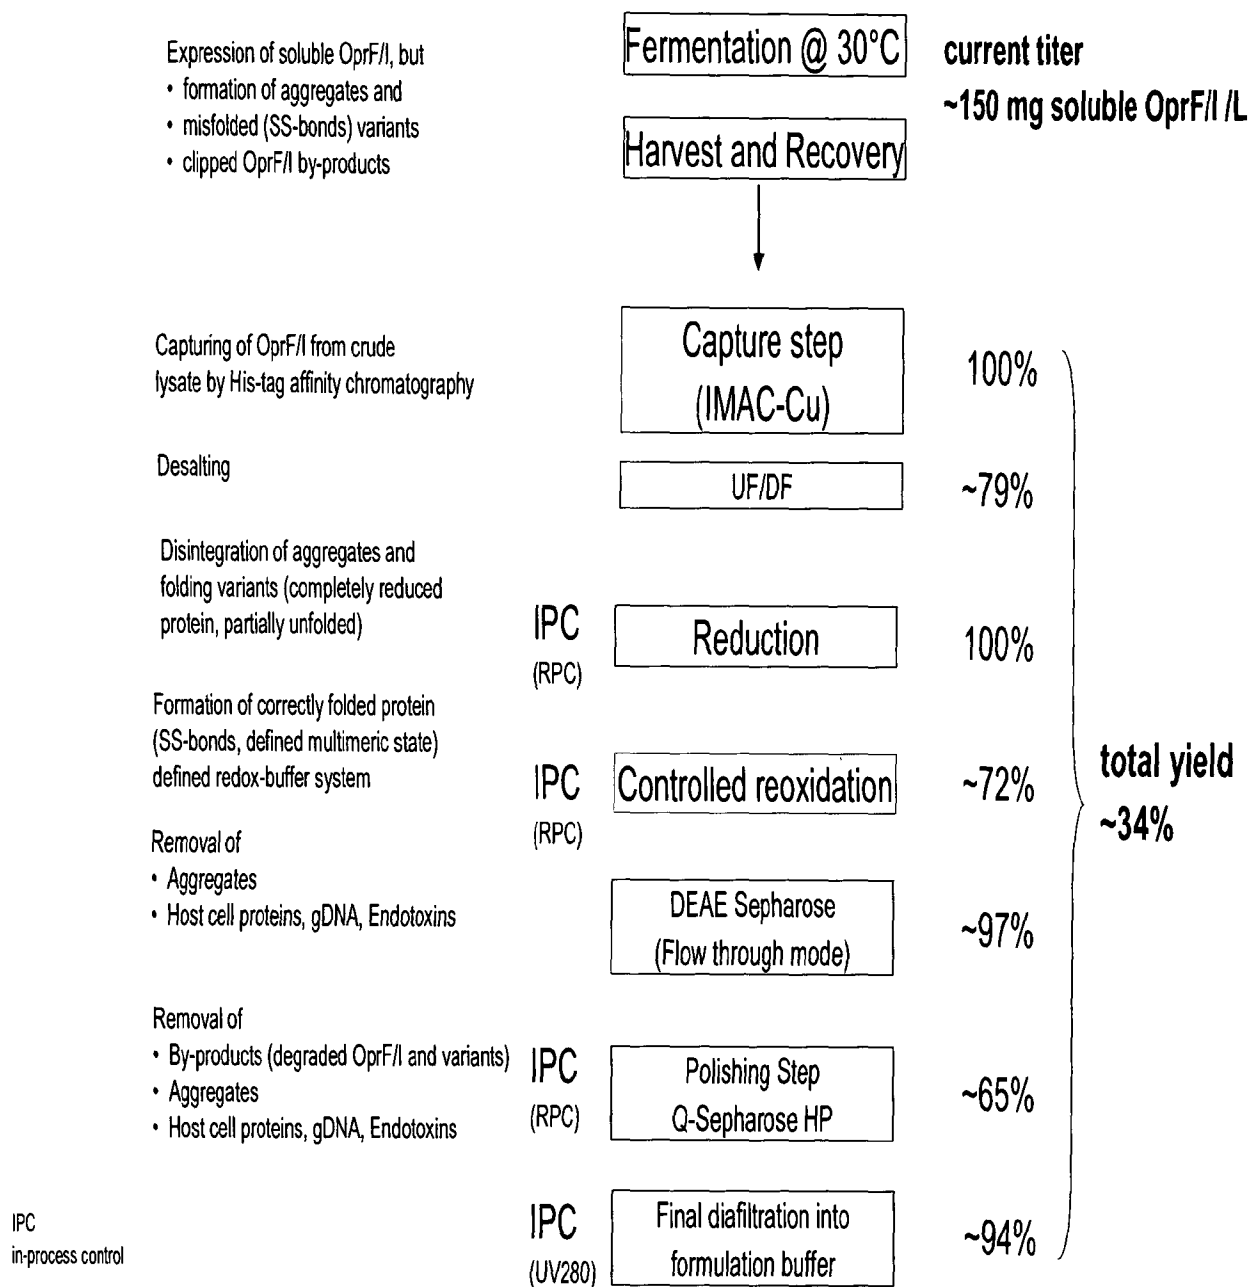 Expression of soluble OprF/I, but
• formation of aggregates and
• misfolded (SS-bonds) variants
• clipped OprF/I by-products
Fermentation @ 30°C
current titer
~150 mg soluble OprF/I /L
Harvest and Recovery
Capturing of OprF/I from crude
lysate by His-tag affinity chromatography
Capture step
(IMAC-Cu)
100%
Desalting
UF/DF
~79%
Disintegration of aggregates and
folding variants (completely reduced
protein, partially unfolded)
IPC
(RPC)
Reduction
100%
Formation of correctly folded protein
(SS-bonds, defined multimeric state)
defined redox-buffer system
IPC
(RPC)
Controlled reoxidation
~72%
total yield
~34%
Removal of
• Aggregates
• Host cell proteins, gDNA, Endotoxins
DEAE Sepharose
(Flow through mode)
~97%
Removal of
• By-products (degraded OprF/I and variants)
• Aggregates
• Host cell proteins, gDNA, Endotoxins
IPC
(RPC)
Polishing Step
Q-Sepharose HP
~65%
IPC
in-process control
IPC
(UV280)
Final diafiltration into
formulation buffer
~94%